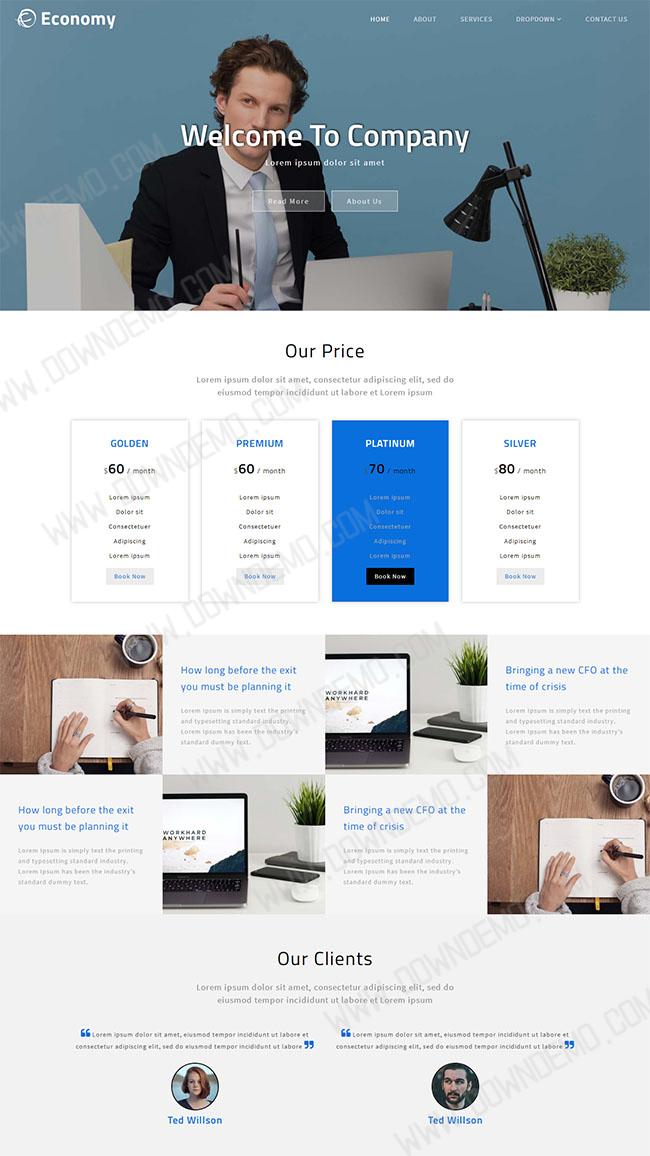 Economy
HOME ABOUT SERVICES DROPDOWN CONTACT US
Welcome To Company
Lorem ipsum dolor sit amet
Read More About Us
WWW.DOWNDEMO.COM
Our Price
Lorem ipsum dolor sit amet, consectetur adipiscing elit, sed do
eiusmod tempor incididunt ut labore et Lorem ipsum
GOLDEN
$60 / month
Lorem ipsum
Dolor sit
Consectetuer
Adipiscing
Lorem ipsum
Book Now
PREMIUM
$60 / month
Lorem ipsum
Dolor sit
Consectetuer
Adipiscing
Lorem ipsum
Book Now
PLATINUM
$70 / month
Lorem ipsum
Dolor sit
Consectetuer
Adipiscing
Lorem ipsum
Book Now
SILVER
$80 / month
Lorem ipsum
Dolor sit
Consectetuer
Adipiscing
Lorem ipsum
Book Now
How long before the exit
you must be planning it
Lorem Ipsum is simply text the printing
and typesetting standard industry.
Lorem Ipsum has been the industry's
standard dummy text.
WORKHARD
ANYWHERE
Bringing a new CFO at the
time of crisis
Lorem Ipsum is simply text the printing
and typesetting standard industry.
Lorem Ipsum has been the industry's
standard dummy text.
How long before the exit
you must be planning it
Lorem Ipsum is simply text the printing
and typesetting standard industry.
Lorem Ipsum has been the industry's
standard dummy text.
WORKHARD
ANYWHERE
Bringing a new CFO at the
time of crisis
Lorem Ipsum is simply text the printing
and typesetting standard industry.
Lorem Ipsum has been the industry's
standard dummy text.
Our Clients
Lorem ipsum dolor sit amet, consectetur adipiscing elit, sed do
eiusmod tempor incididunt ut labore et Lorem ipsum
❝ Lorem ipsum dolor sit amet, eiusmod tempor incididunt ut labore et
consectetur adipiscing elit, sed do eiusmod tempor incididunt ut labore ❞
Ted Willson
❝ Lorem ipsum dolor sit amet, eiusmod tempor incididunt ut labore et
consectetur adipiscing elit, sed do eiusmod tempor incididunt ut labore ❞
Ted Willson